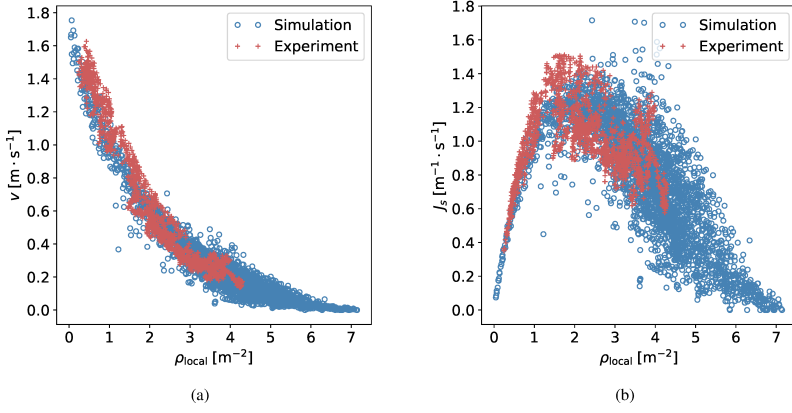 1.8
1.6
1.4
1.2
1.0
0.8
0.6
0.4
0.2
0.0
v [m · s⁻¹]
Simulation
Experiment
0 1 2 3 4 5 6 7
ρlocal [m⁻²]
(a)
1.8
1.6
1.4
1.2
1.0
0.8
0.6
0.4
0.2
0.0
Jₛ [m⁻¹ · s⁻¹]
Simulation
Experiment
0 1 2 3 4 5 6 7
ρlocal [m⁻²]
(b)